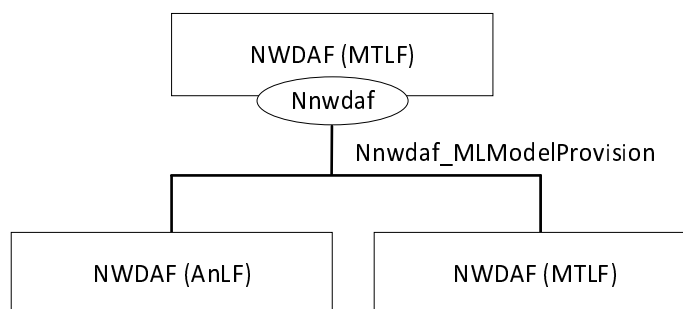 NWDAF (MTLF)
Nnwdaf
Nnwdaf_MLModelProvision
NWDAF (AnLF)
NWDAF (MTLF)